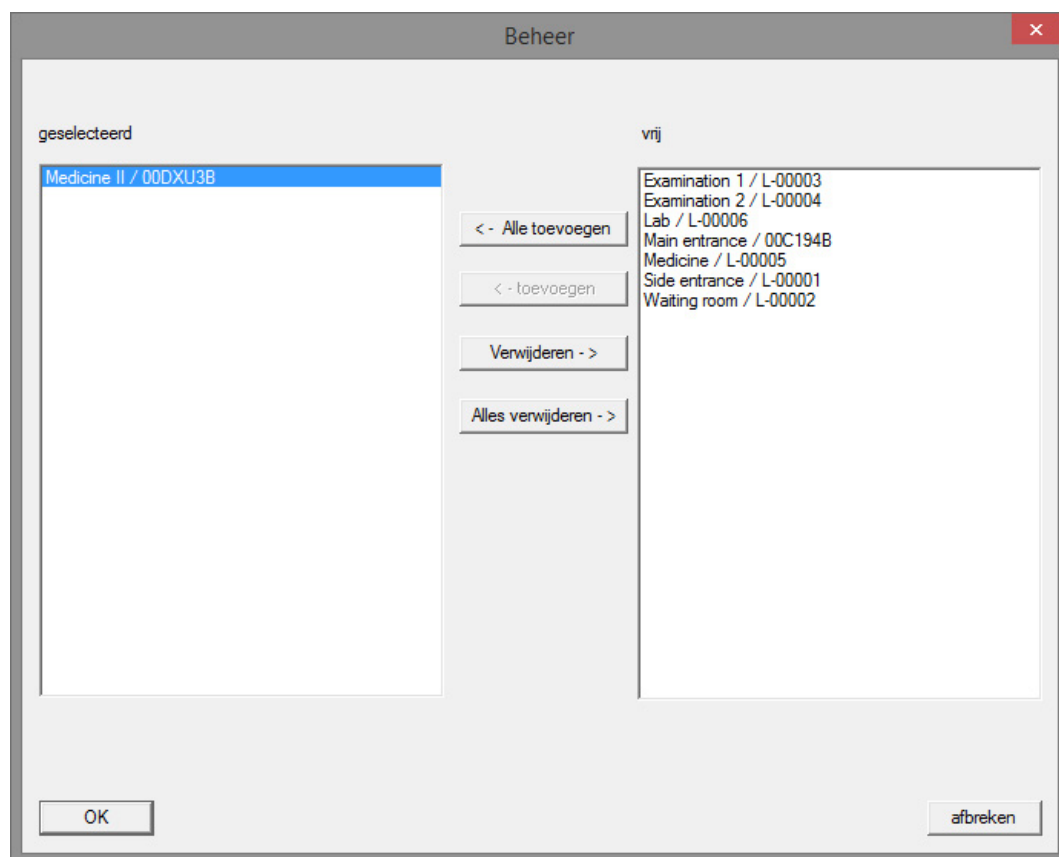 Beheer
geselecteerd
vrij
Medicine II / 00DXU3B
Examination 1 / L-00003
Examination 2 / L-00004
Lab / L-00006
Main entrance / 00C194B
Medicine / L-00005
Side entrance / L-00001
Waiting room / L-00002
< - Alle toevoegen
< - toevoegen
Verwijderen - >
Alles verwijderen - >
OK
afbreken